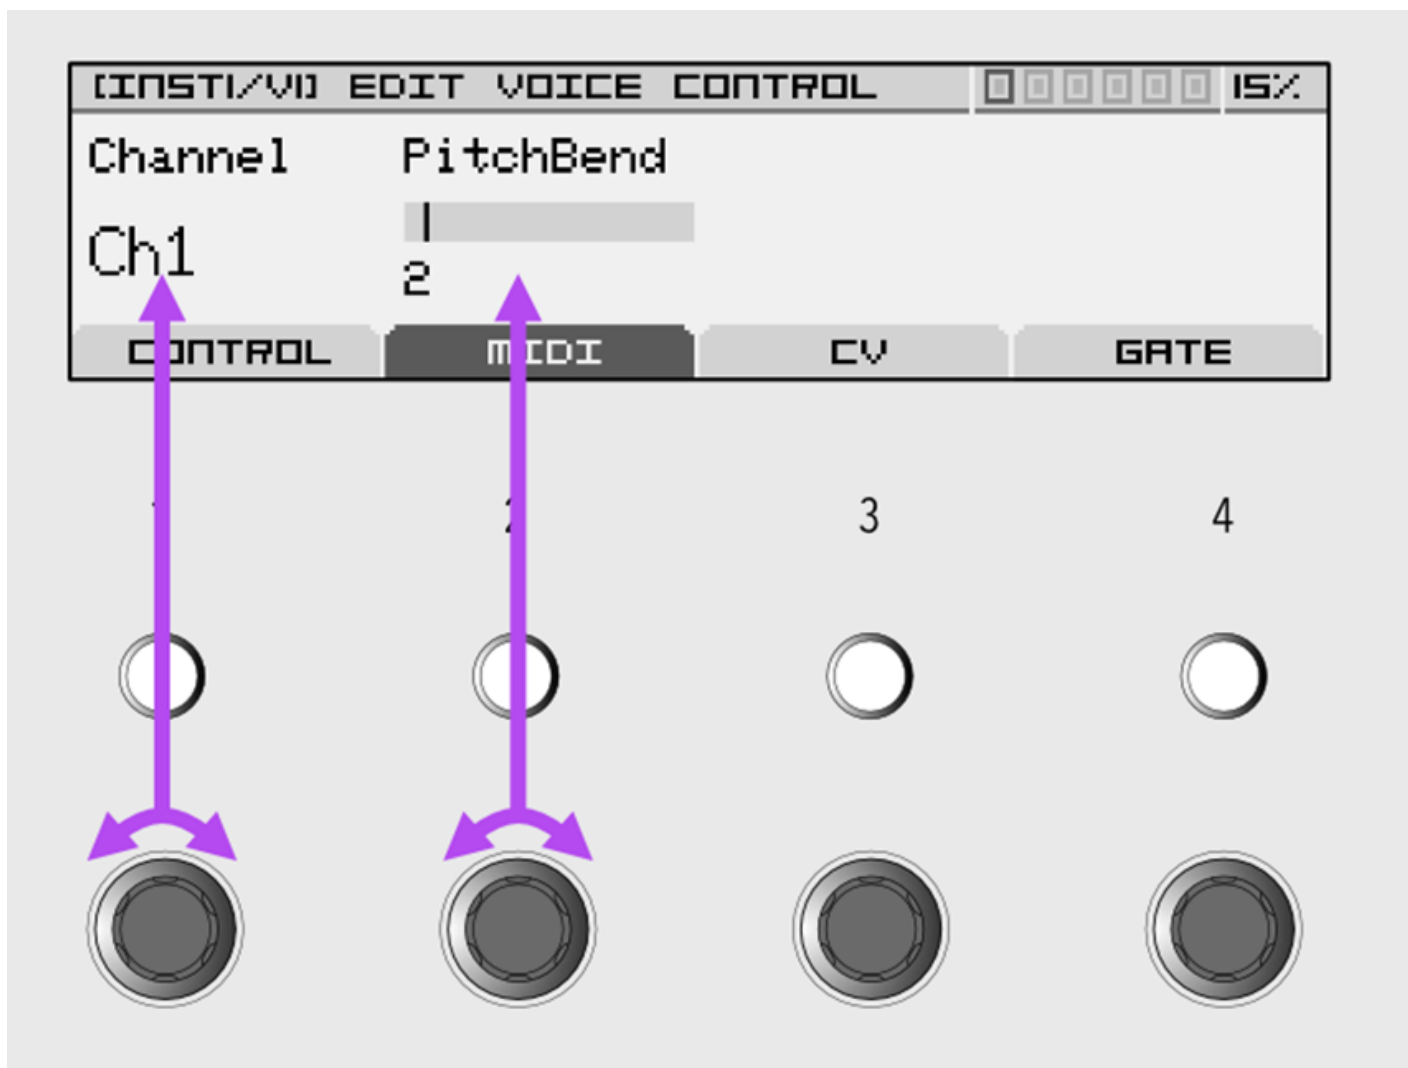 [INST1/V1] EDIT VOICE CONTROL 15%
Channel PitchBend
Ch1
2
CONTROL MIDI CV GATE
3 4